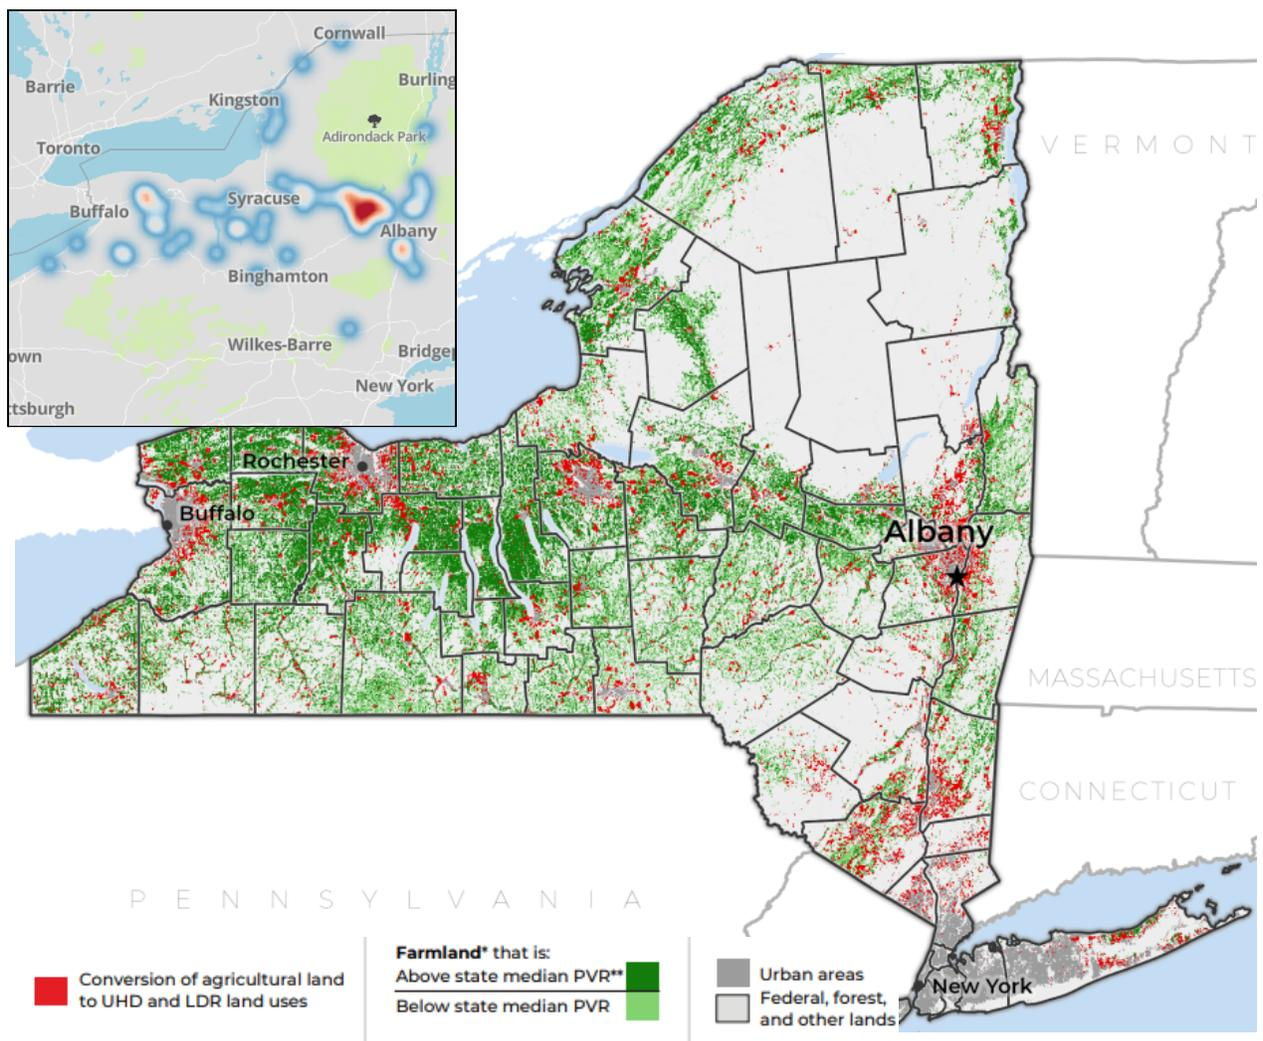 Cornwall
Barrie
Burling
Kingston
Adirondack Park
Toronto
Syracuse
Buffalo
Albany
Binghamton
Wilkes-Barre
own
Bridgep
New York
ttsburgh
VERMONT
Rochester
Buffalo
Albany
MASSACHUSETTS
CONNECTICUT
PENNSYLVANIA
New York
Conversion of agricultural land
to UHD and LDR land uses
Farmland* that is:
Above state median PVR**
Below state median PVR
Urban areas
Federal, forest,
and other lands